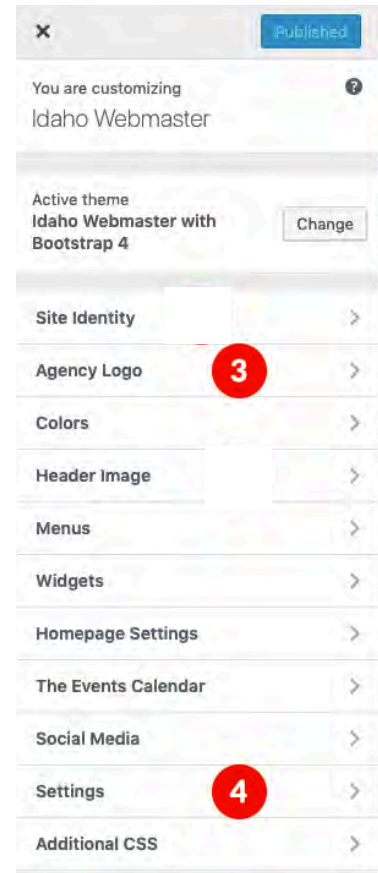 Published
You are customizing
Idaho Webmaster
Active theme
Idaho Webmaster with
Bootstrap 4
Change
Site Identity
Agency Logo 3
Colors
Header Image
Menus
Widgets
Homepage Settings
The Events Calendar
Social Media
Settings 4
Additional CSS